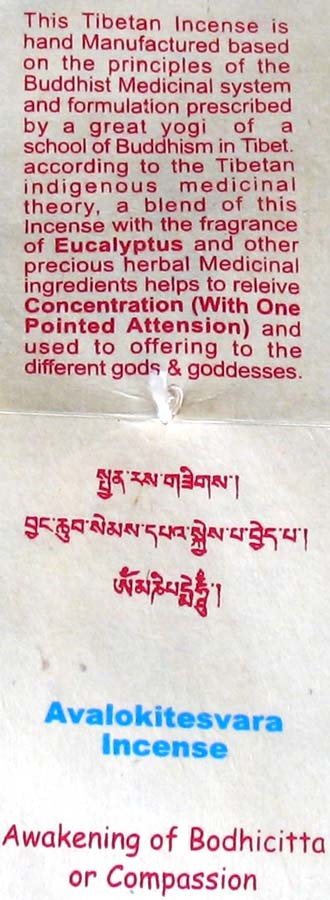 This Tibetan Incense is
hand Manufactured based
on the principles of the
Buddhist Medicinal system
and formulation prescribed
by a great yogi of a
school of Buddhism in Tibet.
according to the Tibetan
indigenous medicinal
theory, a blend of this
Incense with the fragrance
of Eucalyptus and other
precious herbal Medicinal
ingredients helps to releive
Concentration (With One
Pointed Attension) and
used to offering to the
different gods & goddesses.
སྤྱན་རས་གཟིགས།
བྱང་ཆུབ་སེམས་དཔའ་སྐྱེས་པ་བྱེད་པ།
Avalokitesvara
Incense
Awakening of Bodhicitta
or Compassion